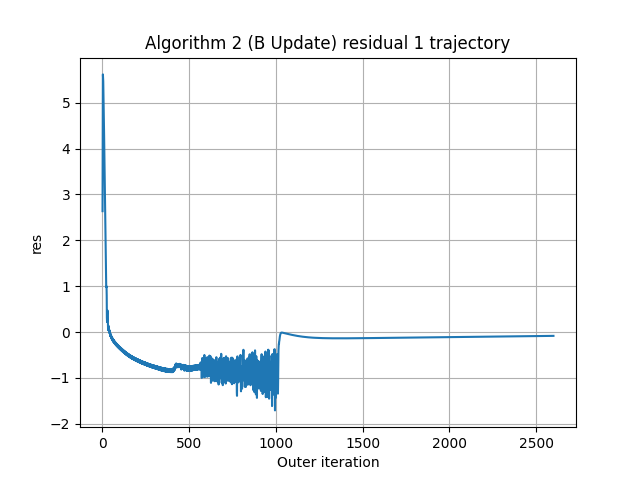 Algorithm 2 (B Update) residual 1 trajectory
5
4
3
2
1
0
−1
−2
res
0 500 1000 1500 2000 2500
Outer iteration